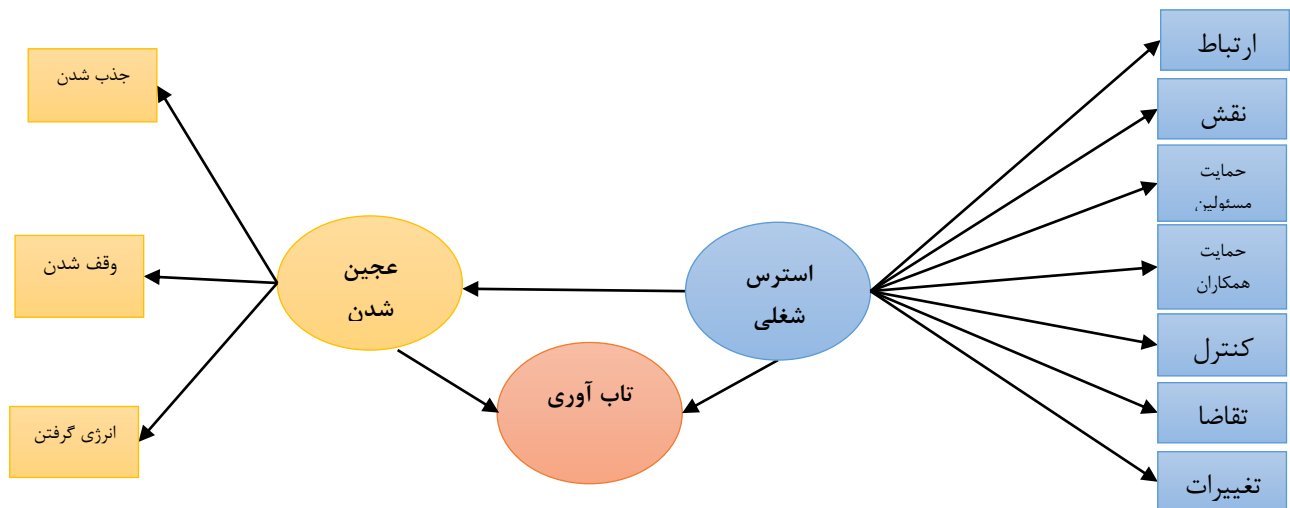 ارتباط
نقش
حمایت
مسئولین
حمایت
همکاران
کنترل
تقاضا
تغییرات
استرس
شغلی
تاب آوری
عجین
شدن
جذب شدن
وقف شدن
انرژی گرفتن